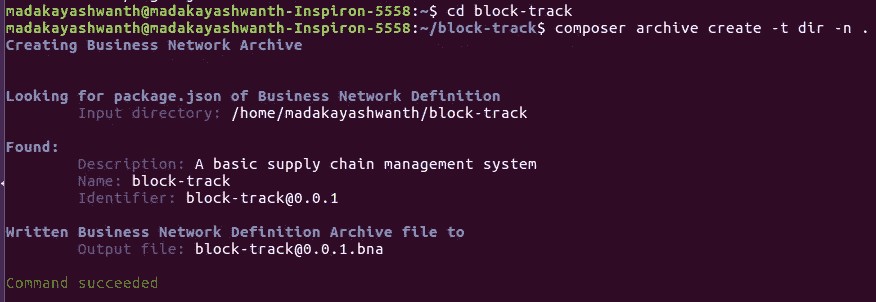 madakayashwanth@madakayashwanth-Inspiron-5558:~$ cd block-track
madakayashwanth@madakayashwanth-Inspiron-5558:~/block-track$ composer archive create -t dir -n .
Creating Business Network Archive
Looking for package.json of Business Network Definition
Input directory: /home/madakayashwanth/block-track
Found:
Description: A basic supply chain management system
Name: block-track
Identifier: block-track@0.0.1
Written Business Network Definition Archive file to
Output file: block-track@0.0.1.bna
Command succeeded